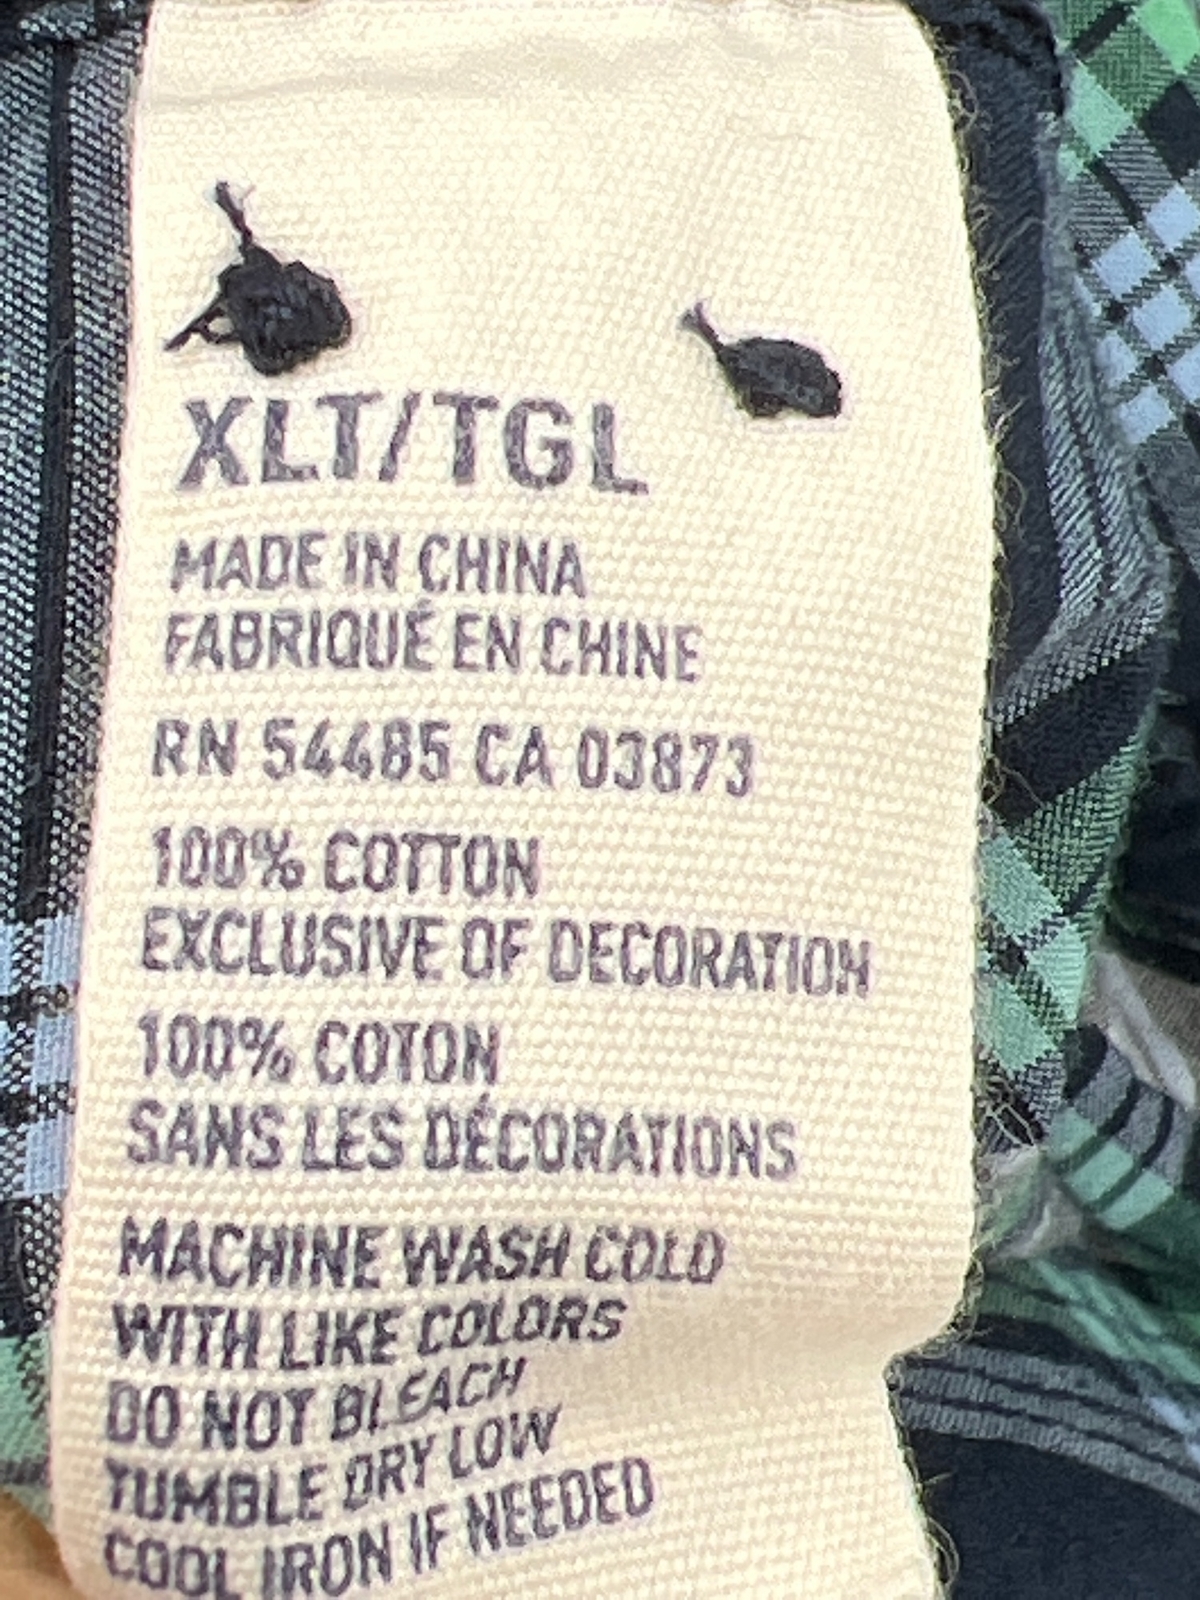 XLT/TGL
MADE IN CHINA
FABRIQUÉ EN CHINE
RN 54485 CA 03873
100% COTTON
EXCLUSIVE OF DECORATION
100% COTON
SANS LES DÉCORATIONS
MACHINE WASH COLD
WITH LIKE COLORS
DO NOT BLEACH
TUMBLE DRY LOW
COOL IRON IF NEEDED